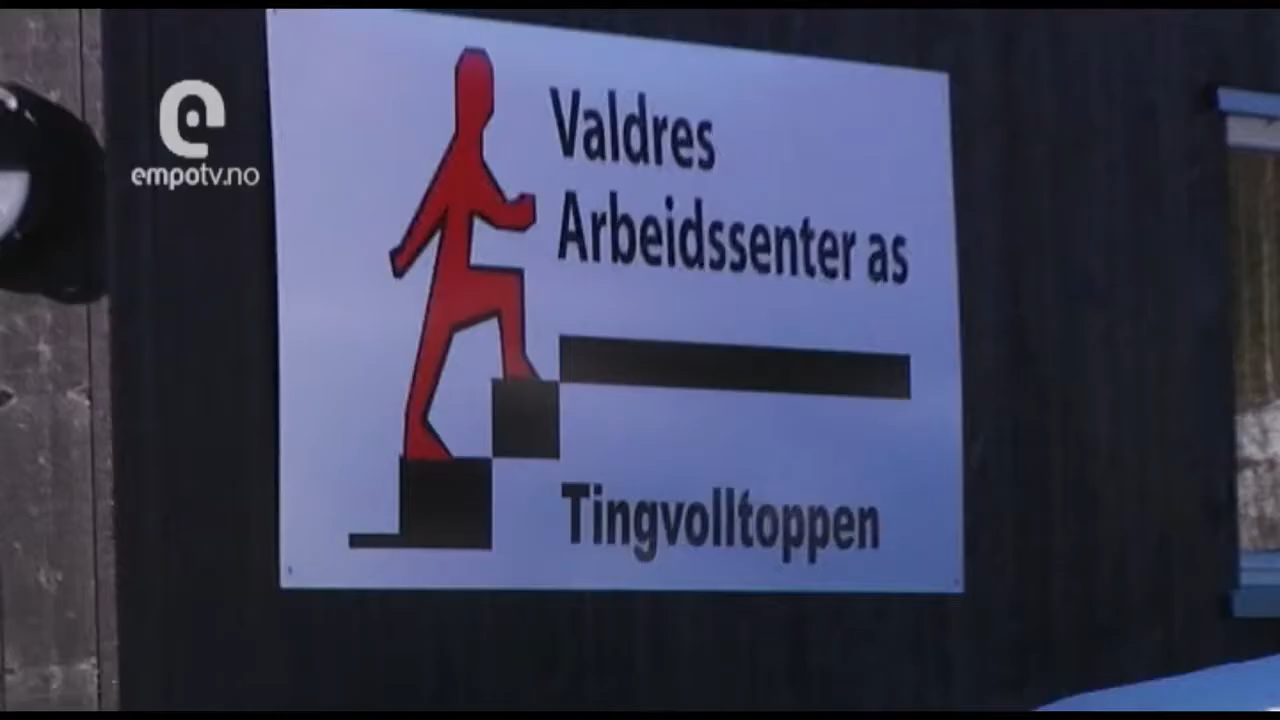 empotv.no
Valdres
Arbeidssenter as
Tingvolltoppen